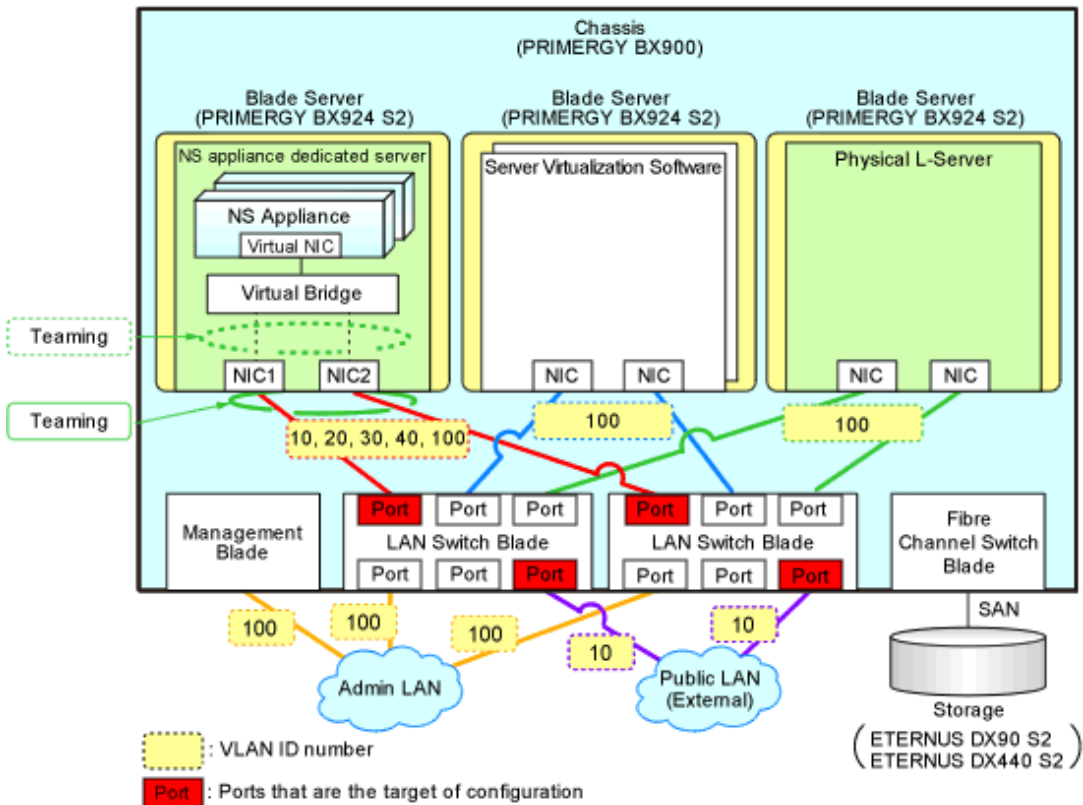 Chassis
(PRIMERGY BX900)
Blade Server
(PRIMERGY BX924 S2)
Blade Server
(PRIMERGY BX924 S2)
Blade Server
(PRIMERGY BX924 S2)
NS appliance dedicated server
NS Appliance
Virtual NIC
Virtual Bridge
Server Virtualization Software
Physical L-Server
Teaming
NIC1
NIC2
NIC
NIC
NIC
NIC
Teaming
10, 20, 30, 40, 100
100
100
Management
Blade
Port
Port
Port
LAN Switch Blade
Port
Port
Port
Port
Port
Port
LAN Switch Blade
Port
Port
Port
Fibre
Channel Switch
Blade
100
100
100
10
10
SAN
Admin LAN
Public LAN
(External)
Storage
(ETERNUS DX90 S2
ETERNUS DX440 S2)
: VLAN ID number
Port : Ports that are the target of configuration